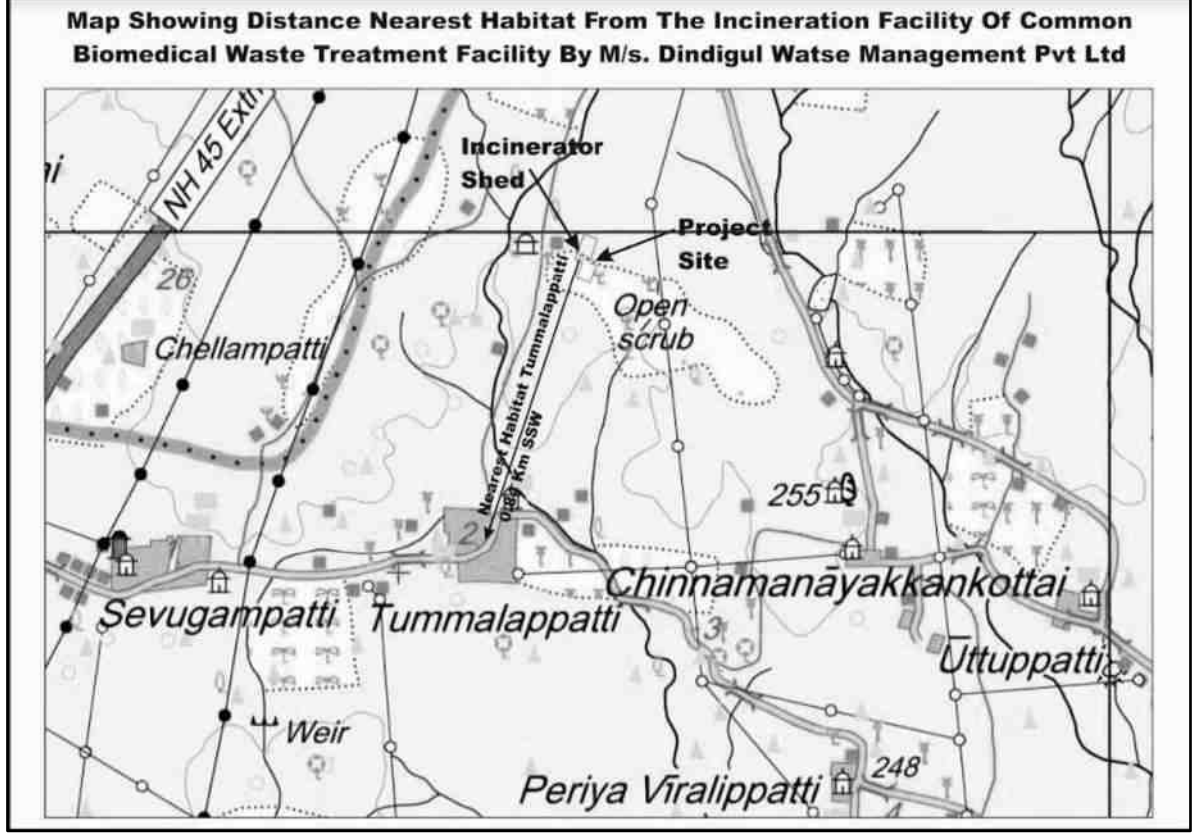 Map Showing Distance Nearest Habitat From The Incineration Facility Of Common
Biomedical Waste Treatment Facility By M/s. Dindigul Watse Management Pvt Ltd
NH 45 Extn
Incinerator
Shed
Project
Site
26
Chellampatti
Open
scrub
Nearest Habitat Tummalappatti
0.89 Km SSW
255
2
Chinnamanāyakkankottai
Sevugampatti
Tummalappatti
3
Ūttuppatti
Weir
248
Periya Vīralippatti